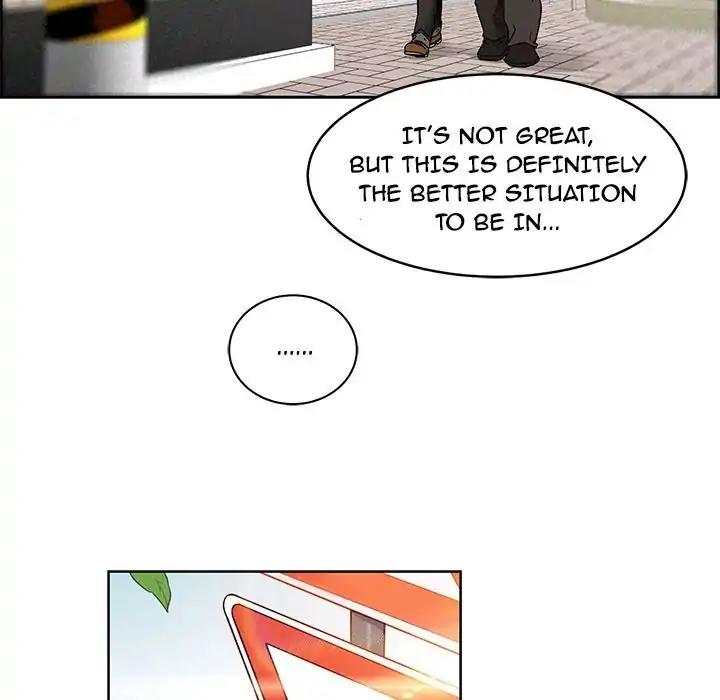 IT'S NOT GREAT,
BUT THIS IS DEFINITELY
THE BETTER SITUATION
TO BE IN...
......